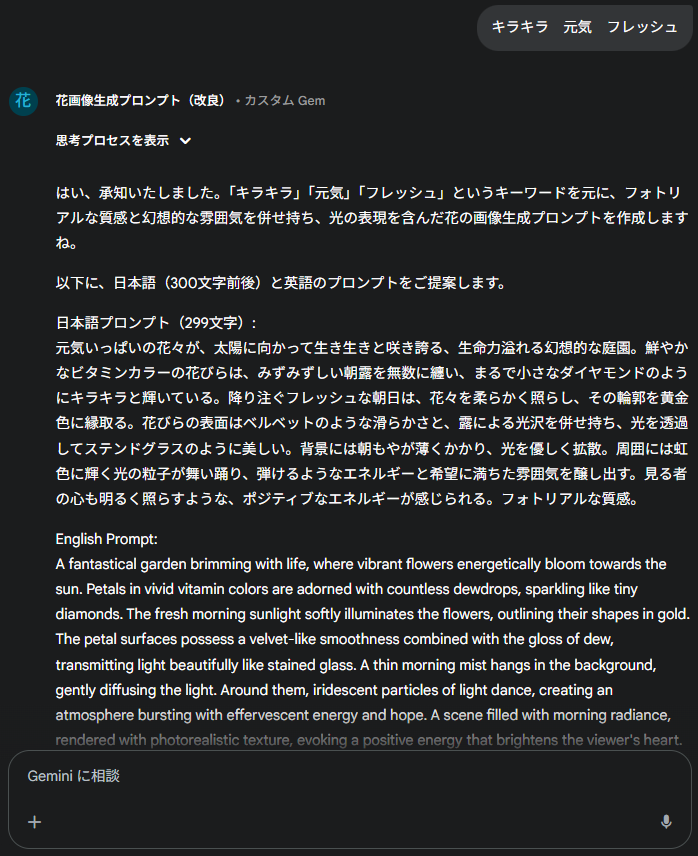 キラキラ 元気 フレッシュ
花
花画像生成プロンプト（改良） • カスタム Gem
思考プロセスを表示
はい、承知いたしました。「キラキラ」「元気」「フレッシュ」というキーワードを元に、フォトリ
アルな質感と幻想的な雰囲気を併せ持ち、光の表現を含んだ花の画像生成プロンプトを作成します
ね。
以下に、日本語（300文字前後）と英語のプロンプトをご提案します。
日本語プロンプト（299文字）:
元気いっぱいの花々が、太陽に向かって生き生きと咲き誇る、生命力溢れる幻想的な庭園。鮮やか
なビタミンカラーの花びらは、みずみずしい朝露を無数に纏い、まるで小さなダイヤモンドのよう
にキラキラと輝いている。降り注ぐフレッシュな朝日は、花々を柔らかく照らし、その輪郭を黄金
色に縁取る。花びらの表面はベルベットのような滑らかさと、露による光沢を併せ持ち、光を透過
してステンドグラスのように美しい。背景には朝もやが薄くかかり、光を優しく拡散。周囲には虹
色に輝く光の粒子が舞い踊り、弾けるようなエネルギーと希望に満ちた雰囲気を醸し出す。見る者
の心も明るく照らすような、ポジティブなエネルギーが感じられる。フォトリアルな質感。
English Prompt:
A fantastical garden brimming with life, where vibrant flowers energetically bloom towards the
sun. Petals in vivid vitamin colors are adorned with countless dewdrops, sparkling like tiny
diamonds. The fresh morning sunlight softly illuminates the flowers, outlining their shapes in gold.
The petal surfaces possess a velvet-like smoothness combined with the gloss of dew,
transmitting light beautifully like stained glass. A thin morning mist hangs in the background,
gently diffusing the light. Around them, iridescent particles of light dance, creating an
atmosphere bursting with effervescent energy and hope. A scene filled with morning radiance,
rendered with photorealistic texture, evoking a positive energy that brightens the viewer's heart.
Gemini に相談